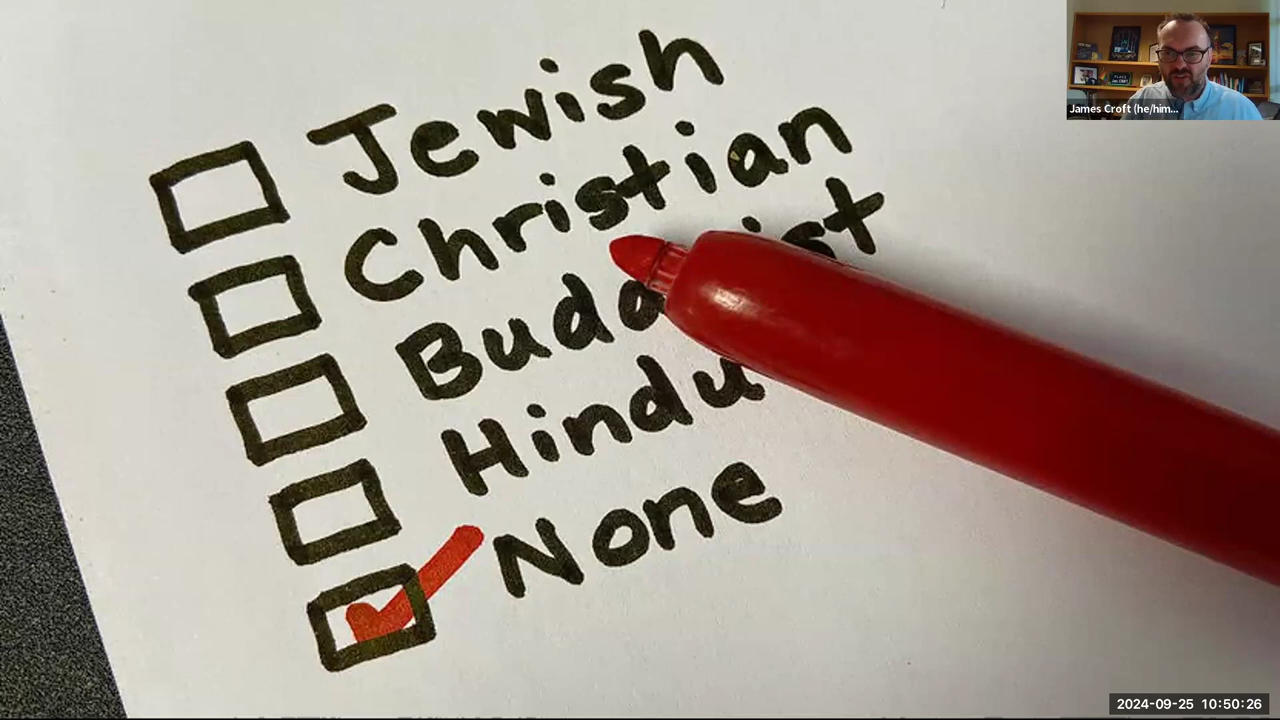 Jewish
Christian
Hindu
None
James Croft (he/him...
2024-09-25 10:50:26